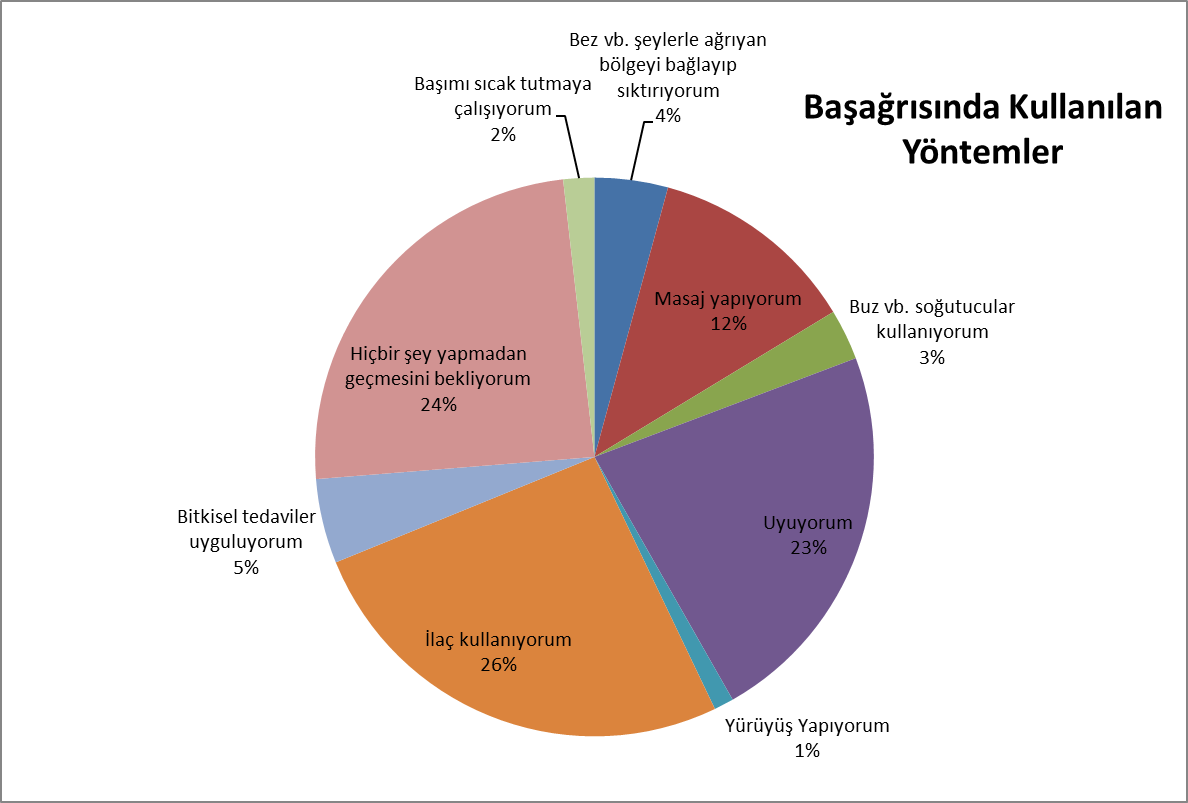 Başağrısında Kullanılan
Yöntemler
Bez vb. şeylerle ağrıyan
bölgeyi bağlayıp
sıktırıyorum
4%
Masaj yapıyorum
12%
Buz vb. soğutucular
kullanıyorum
3%
Uyuyorum
23%
Yürüyüş Yapıyorum
1%
İlaç kullanıyorum
26%
Bitkisel tedaviler
uyguluyorum
5%
Hiçbir şey yapmadan
geçmesini bekliyorum
24%
Başımı sıcak tutmaya
çalışıyorum
2%